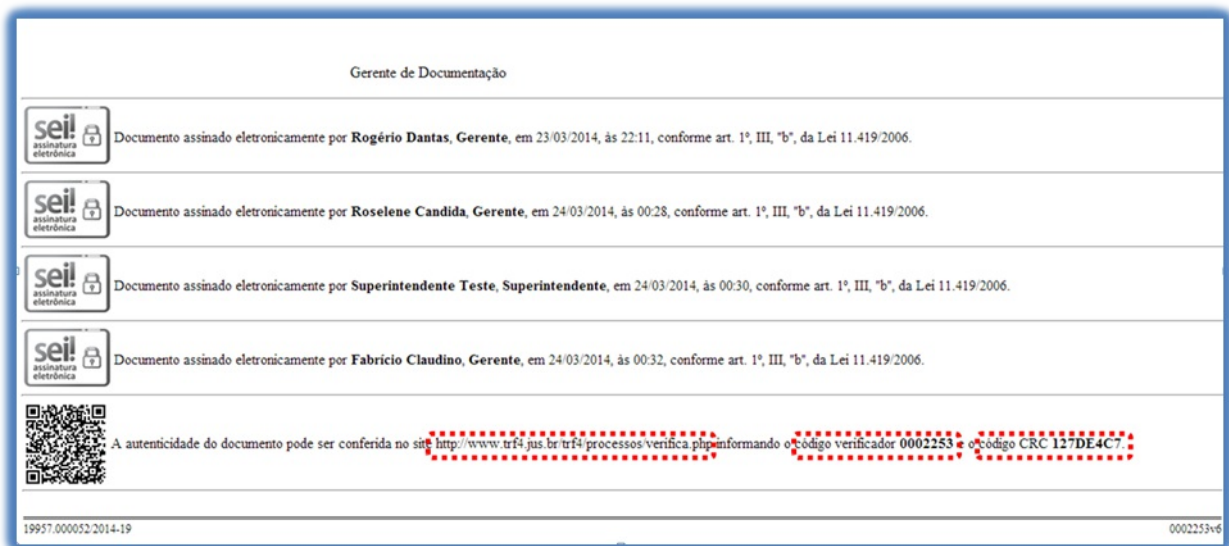 Gerente de Documentação
sei!
assinatura
eletrônica
Documento assinado eletronicamente por Rogério Dantas, Gerente, em 23/03/2014, às 22:11, conforme art. 1º, III, "b", da Lei 11.419/2006.
sei!
assinatura
eletrônica
Documento assinado eletronicamente por Roselene Candida, Gerente, em 24/03/2014, às 00:28, conforme art. 1º, III, "b", da Lei 11.419/2006.
sei!
assinatura
eletrônica
Documento assinado eletronicamente por Superintendente Teste, Superintendente, em 24/03/2014, às 00:30, conforme art. 1º, III, "b", da Lei 11.419/2006.
sei!
assinatura
eletrônica
Documento assinado eletronicamente por Fabrício Claudino, Gerente, em 24/03/2014, às 00:32, conforme art. 1º, III, "b", da Lei 11.419/2006.
A autenticidade do documento pode ser conferida no site http://www.trf4.jus.br/trf4/processos/verifica.php informando o código verificador 0002253 e o código CRC 127DE4C7.
19957.000052/2014-19
0002253v6